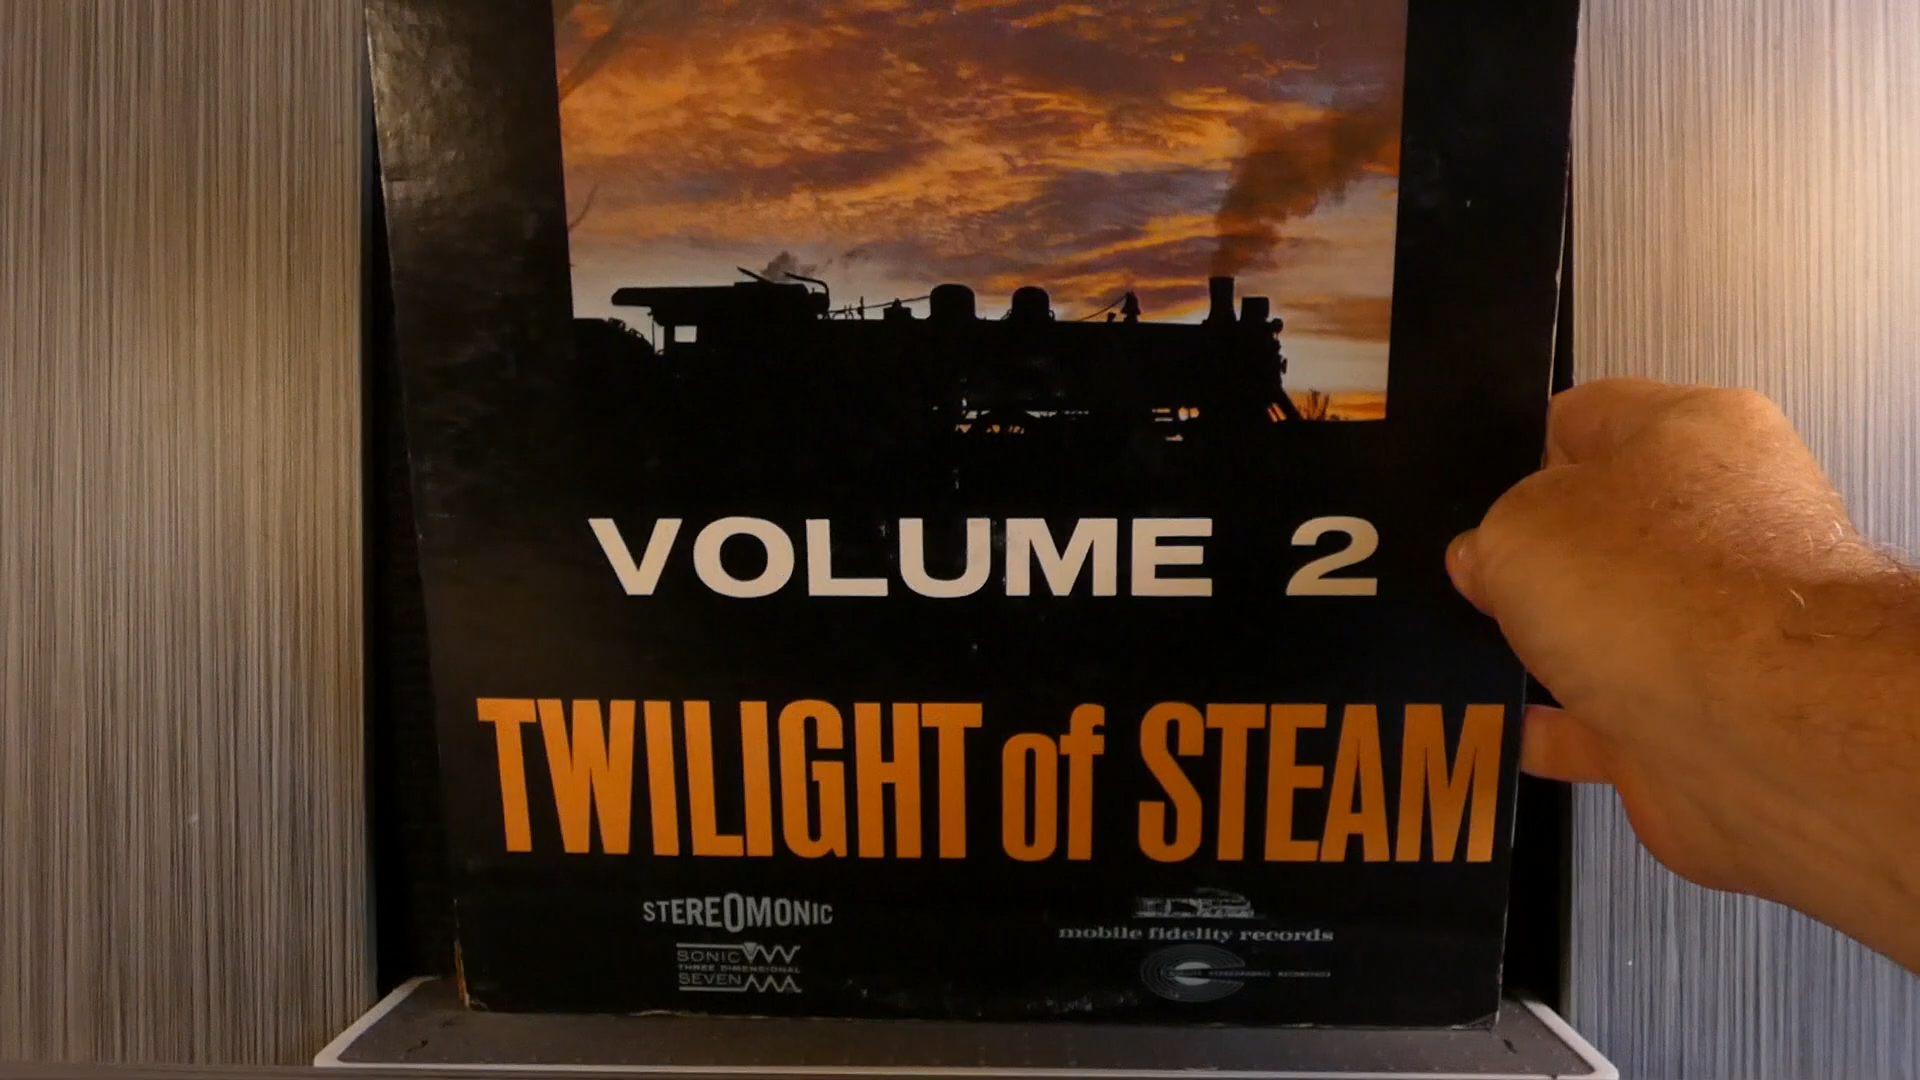 VOLUME 2
TWILIGHT of STEAM
STEREOMONIC
SONIC
THREE DIMENSIONAL
SEVEN
mobile fidelity records